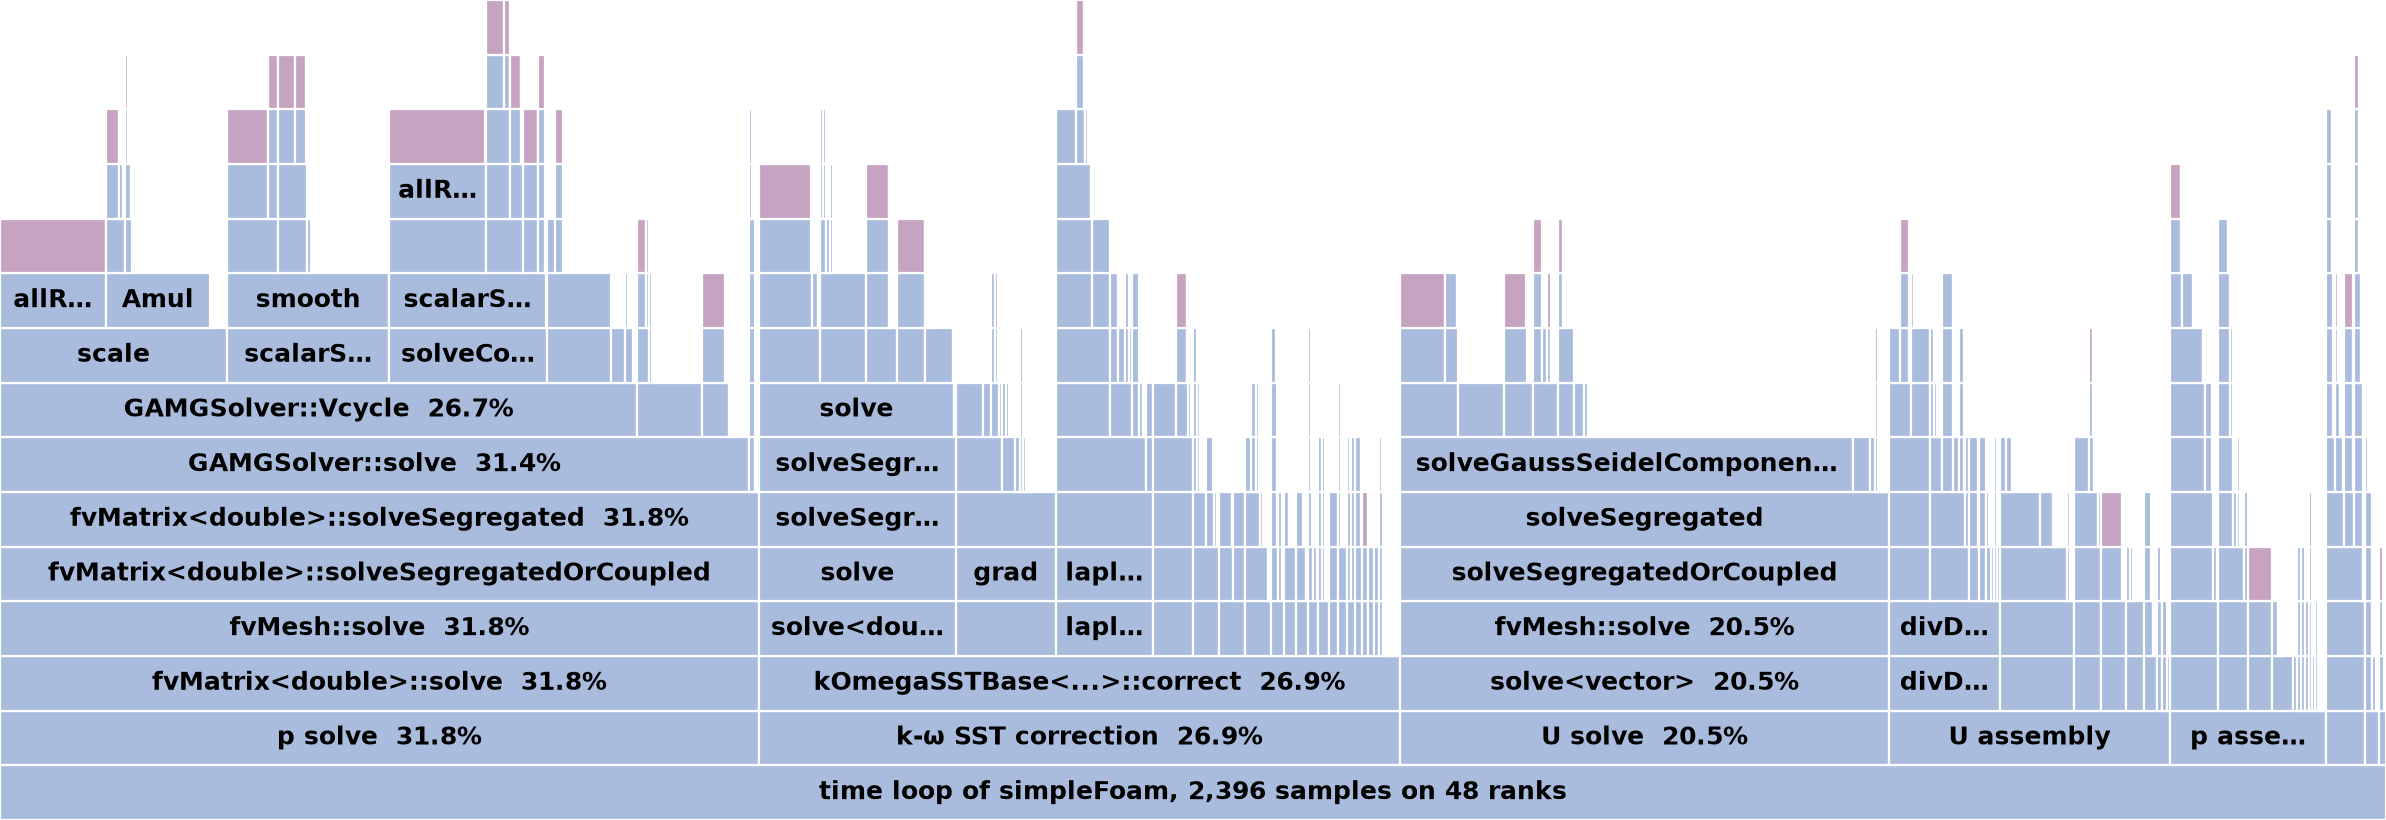 allR…
allR…
Amul
smooth
scalarS…
scale
scalarS…
solveCo…
GAMGSolver::Vcycle 26.7%
solve
GAMGSolver::solve 31.4%
solveSegr…
solveGaussSeidelComponen…
fvMatrix<double>::solveSegregated 31.8%
solveSegr…
solveSegregated
fvMatrix<double>::solveSegregatedOrCoupled
solve
grad
lapl…
solveSegregatedOrCoupled
fvMesh::solve 31.8%
solve<dou…
lapl…
fvMesh::solve 20.5%
divD…
fvMatrix<double>::solve 31.8%
kOmegaSSTBase<...>::correct 26.9%
solve<vector> 20.5%
divD…
p solve 31.8%
k-ω SST correction 26.9%
U solve 20.5%
U assembly
p asse…
time loop of simpleFoam, 2,396 samples on 48 ranks